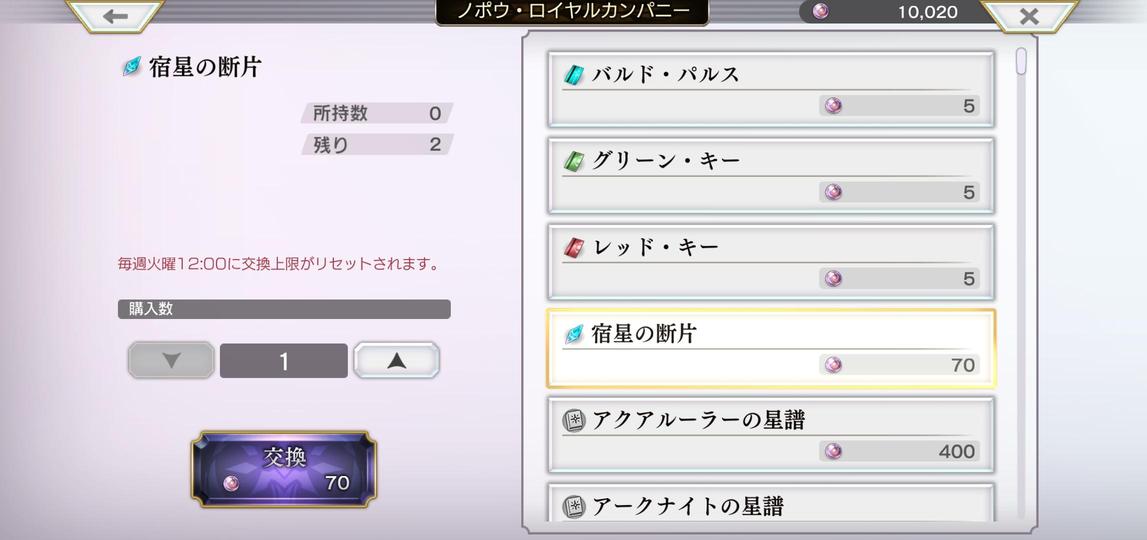 ノポウ・ロイヤルカンパニー
10,020
宿星の断片
所持数 0
残り 2
毎週火曜12:00に交換上限がリセットされます。
購入数
1
交換
70
バルド・パルス
5
グリーン・キー
5
レッド・キー
5
宿星の断片
70
アクアルーラーの星譜
400
アークナイトの星譜